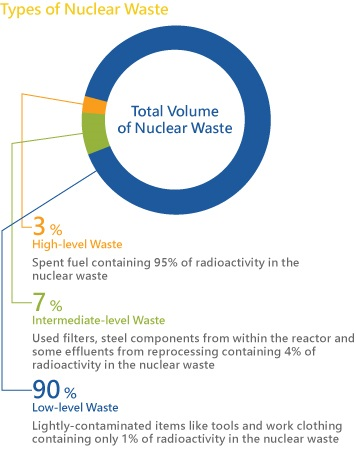 Types of Nuclear Waste
Total Volume
of Nuclear Waste
3 %
High-level Waste
Spent fuel containing 95% of radioactivity in the
nuclear waste
7 %
Intermediate-level Waste
Used filters, steel components from within the reactor and
some effluents from reprocessing containing 4% of
radioactivity in the nuclear waste
90 %
Low-level Waste
Lightly-contaminated items like tools and work clothing
containing only 1% of radioactivity in the nuclear waste